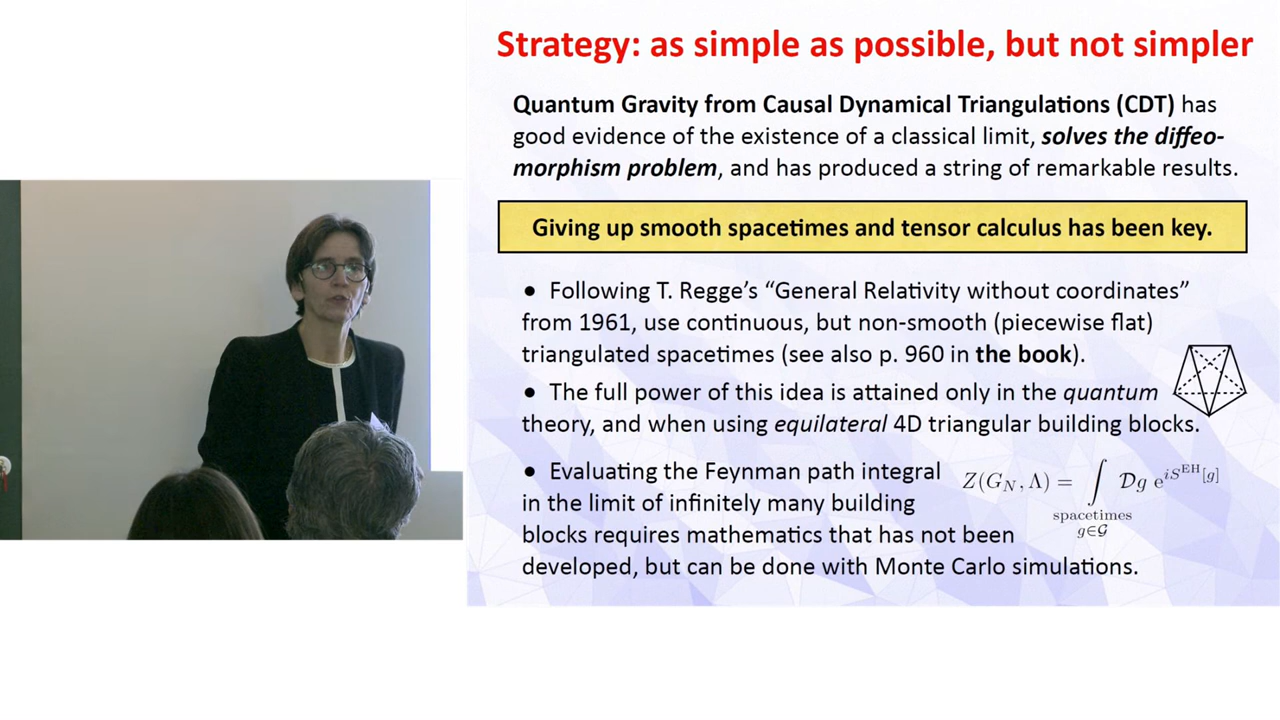 Strategy: as simple as possible, but not simpler
Quantum Gravity from Causal Dynamical Triangulations (CDT) has
good evidence of the existence of a classical limit, solves the diffeo-
morphism problem, and has produced a string of remarkable results.
Giving up smooth spacetimes and tensor calculus has been key.
● Following T. Regge’s “General Relativity without coordinates”
from 1961, use continuous, but non-smooth (piecewise flat)
triangulated spacetimes (see also p. 960 in the book).
● The full power of this idea is attained only in the quantum
theory, and when using equilateral 4D triangular building blocks.
● Evaluating the Feynman path integral
in the limit of infinitely many building
blocks requires mathematics that has not been
developed, but can be done with Monte Carlo simulations.
Z(G_N, Λ) = ∫ 𝒟g e^{iS^{EH}[g]}
spacetimes
g∈𝒢